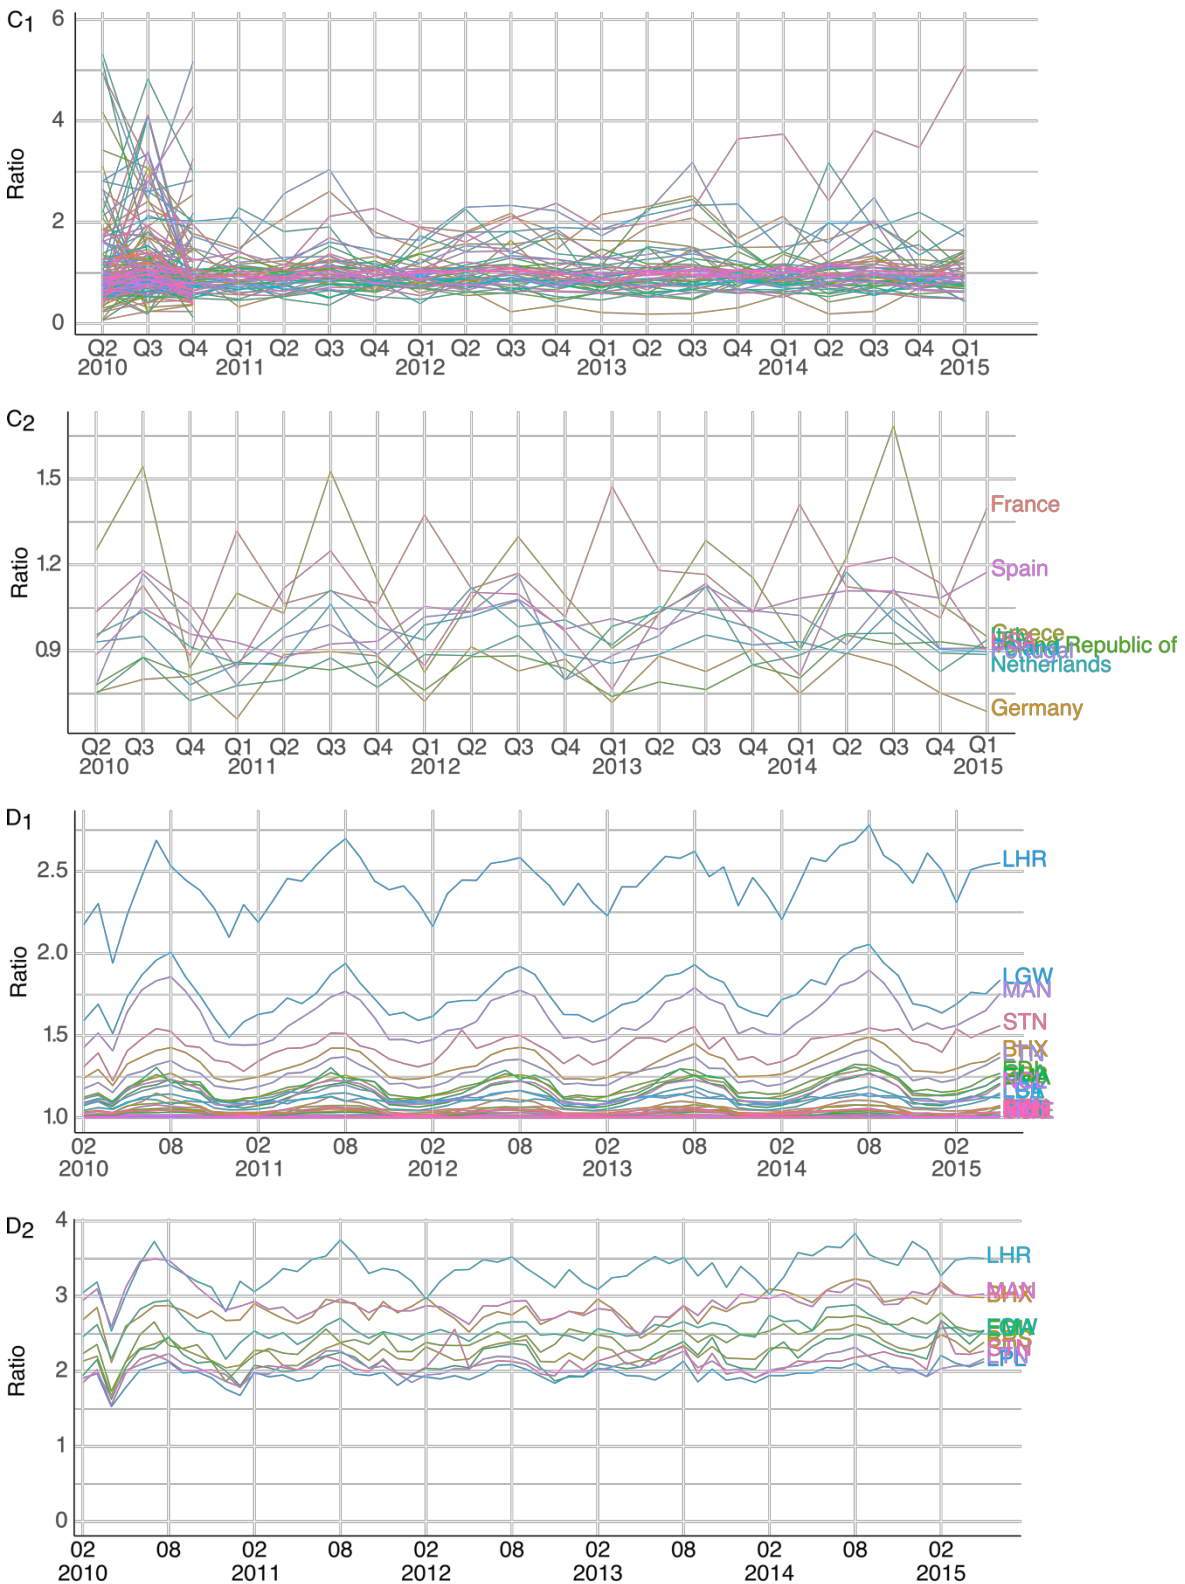 C1
6
4
2
0
Ratio
Q2 Q3 Q4 Q1 Q2 Q3 Q4 Q1 Q2 Q3 Q4 Q1 Q2 Q3 Q4 Q1 Q2 Q3 Q4 Q1
2010 2011 2012 2013 2014 2015
C2
1.5
1.2
0.9
Ratio
France
Spain
Greece
Republic of
Netherlands
Germany
Q2 Q3 Q4 Q1 Q2 Q3 Q4 Q1 Q2 Q3 Q4 Q1 Q2 Q3 Q4 Q1 Q2 Q3 Q4 Q1
2010 2011 2012 2013 2014 2015
D1
2.5
2.0
1.5
1.0
Ratio
LHR
LGW
MAN
STN
BHX
LTN
02 08 02 08 02 08 02 08 02 08 02
2010 2011 2012 2013 2014 2015
D2
4
3
2
1
0
Ratio
LHR
MAN
BHX
LGW
STN
LPL
02 08 02 08 02 08 02 08 02 08 02
2010 2011 2012 2013 2014 2015